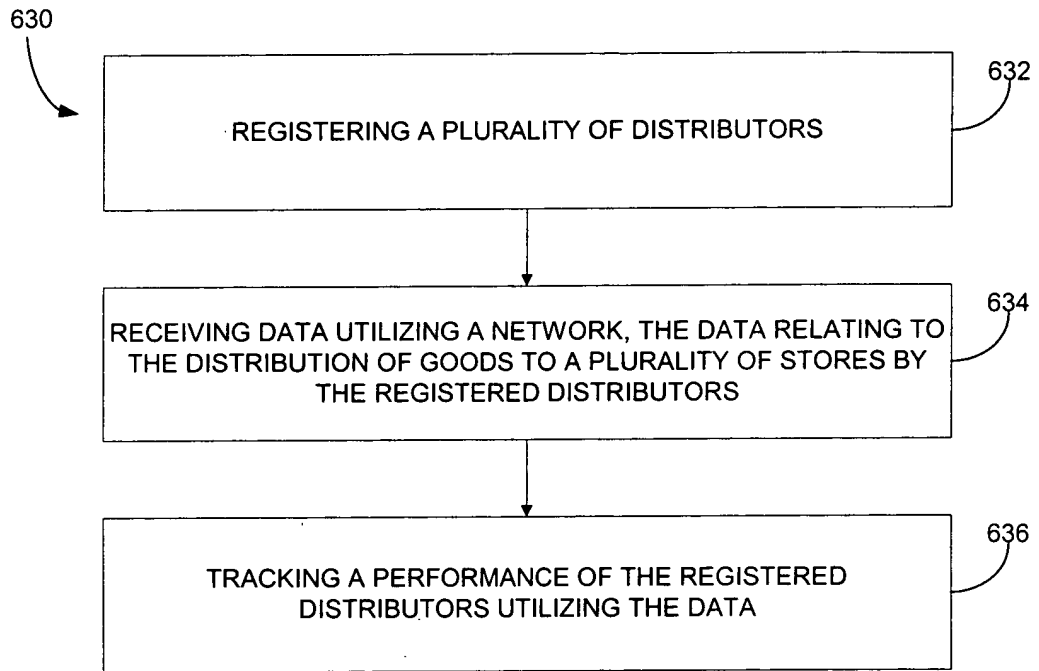 630
632
REGISTERING A PLURALITY OF DISTRIBUTORS
634
RECEIVING DATA UTILIZING A NETWORK, THE DATA RELATING TO
THE DISTRIBUTION OF GOODS TO A PLURALITY OF STORES BY
THE REGISTERED DISTRIBUTORS
636
TRACKING A PERFORMANCE OF THE REGISTERED
DISTRIBUTORS UTILIZING THE DATA